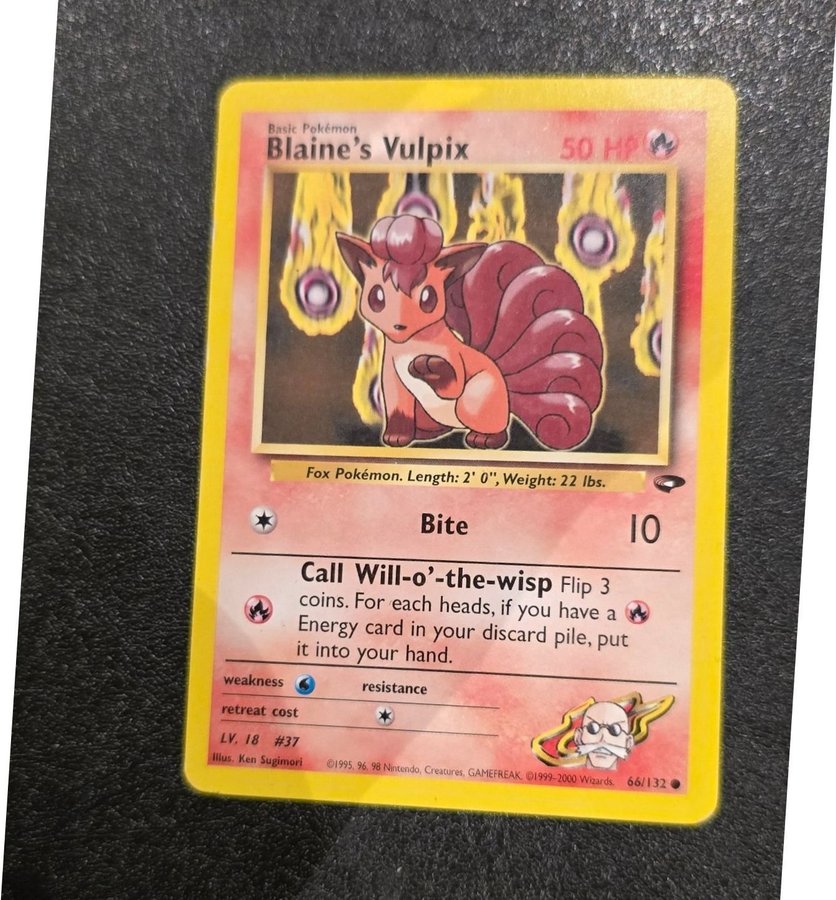 Basic Pokémon
Blaine's Vulpix 50 HP
Fox Pokémon. Length: 2' 0", Weight: 22 lbs.
Bite 10
Call Will-o'-the-wisp Flip 3
coins. For each heads, if you have a
Energy card in your discard pile, put
it into your hand.
weakness resistance
retreat cost
LV. 18 #37
Illus. Ken Sugimori ©1995, 96, 98 Nintendo, Creatures, GAMEFREAK. ©1999-2000 Wizards. 66/132